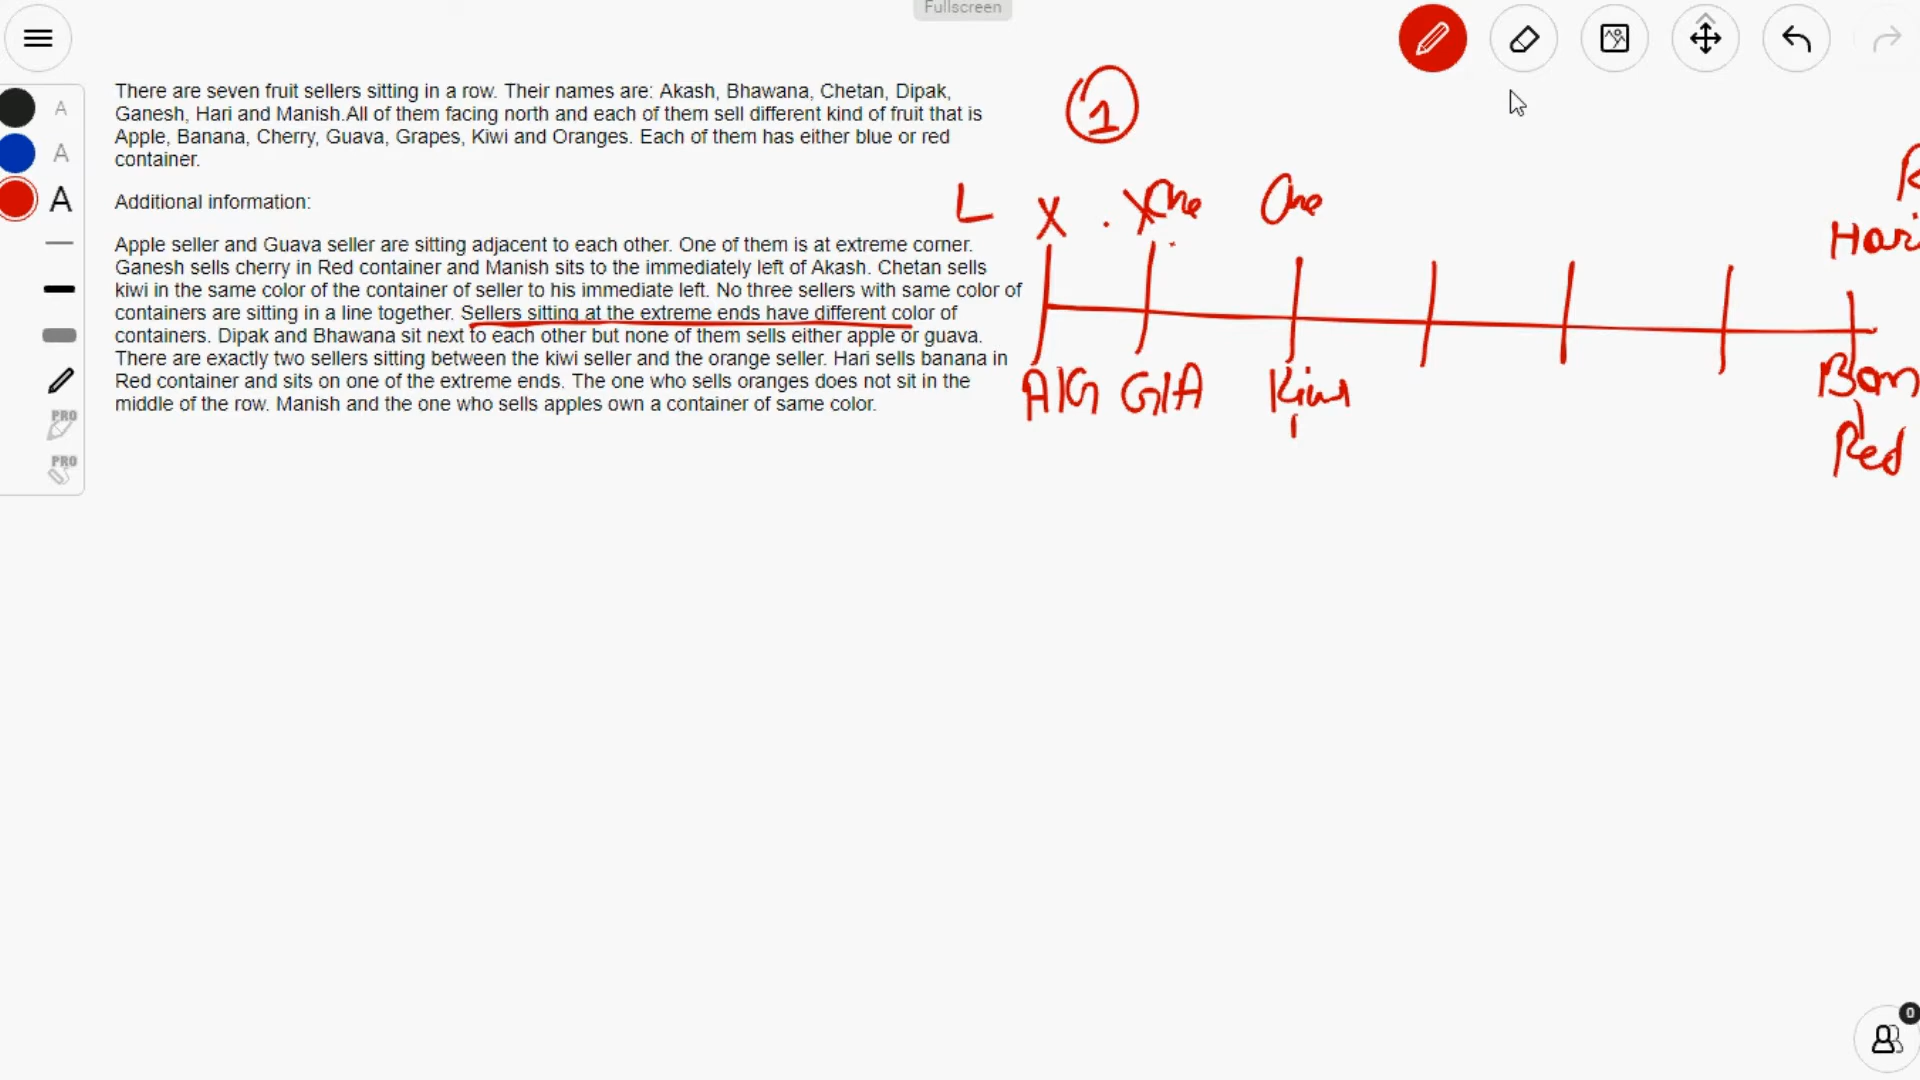 Fullscreen
A
A
A
PRO
PRO
There are seven fruit sellers sitting in a row. Their names are: Akash, Bhawana, Chetan, Dipak,
Ganesh, Hari and Manish.All of them facing north and each of them sell different kind of fruit that is
Apple, Banana, Cherry, Guava, Grapes, Kiwi and Oranges. Each of them has either blue or red
container.
Additional information:
Apple seller and Guava seller are sitting adjacent to each other. One of them is at extreme corner.
Ganesh sells cherry in Red container and Manish sits to the immediately left of Akash. Chetan sells
kiwi in the same color of the container of seller to his immediate left. No three sellers with same color of
containers are sitting in a line together. Sellers sitting at the extreme ends have different color of
containers. Dipak and Bhawana sit next to each other but none of them sells either apple or guava.
There are exactly two sellers sitting between the kiwi seller and the orange seller. Hari sells banana in
Red container and sits on one of the extreme ends. The one who sells oranges does not sit in the
middle of the row. Manish and the one who sells apples own a container of same color.
1
L X X Che Che R
Hari
A/G G/A Kiwi Ban
Red
0